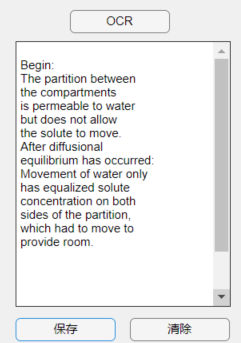 OCR
Begin:
The partition between
the compartments
is permeable to water
but does not allow
the solute to move.
After diffusional
equilibrium has occurred:
Movement of water only
has equalized solute
concentration on both
sides of the partition,
which had to move to
provide room.
保存
清除